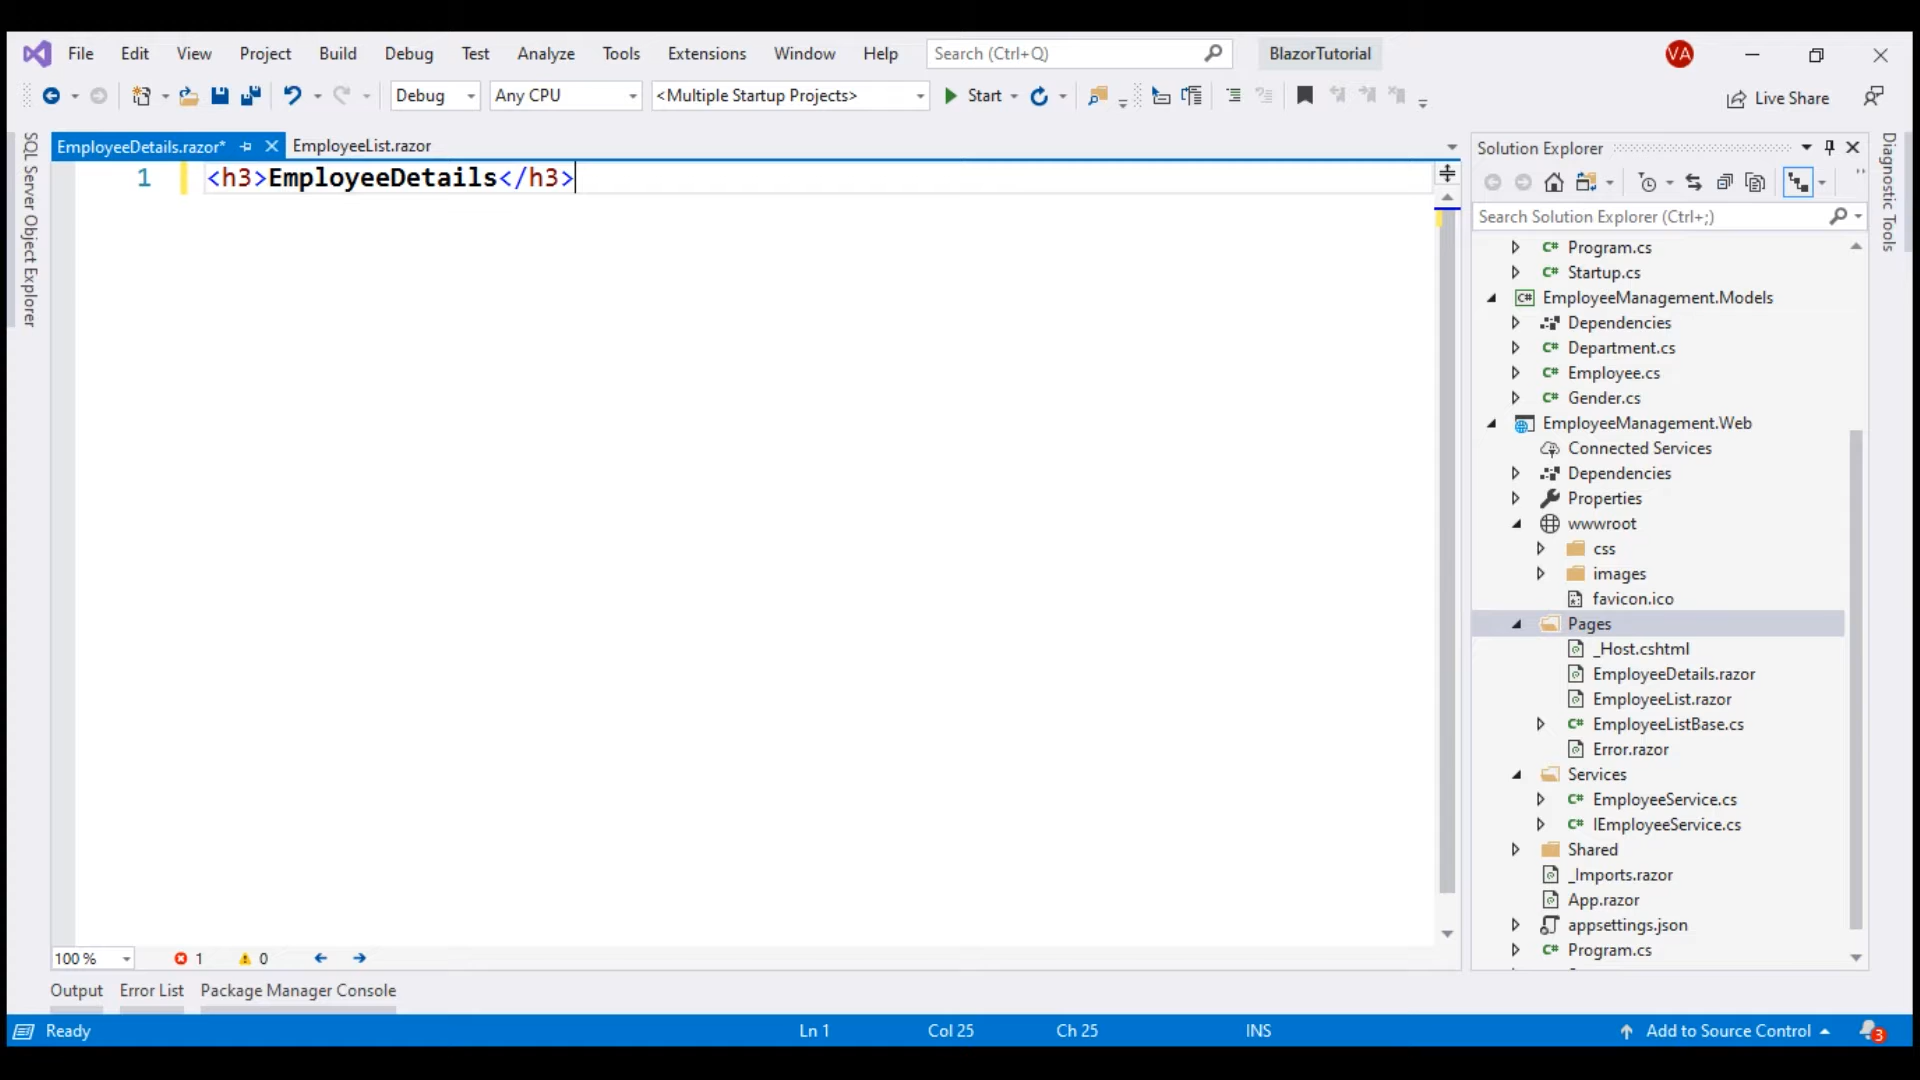 File Edit View Project Build Debug Test Analyze Tools Extensions Window Help Search (Ctrl+Q) BlazorTutorial VA
Debug Any CPU <Multiple Startup Projects> Start Live Share
SQL Server Object Explorer
EmployeeDetails.razor* EmployeeList.razor
1 <h3>EmployeeDetails</h3>
Solution Explorer
Search Solution Explorer (Ctrl+;)
C# Program.cs
C# Startup.cs
C# EmployeeManagement.Models
Dependencies
C# Department.cs
C# Employee.cs
C# Gender.cs
EmployeeManagement.Web
Connected Services
Dependencies
Properties
wwwroot
css
images
favicon.ico
Pages
_Host.cshtml
EmployeeDetails.razor
EmployeeList.razor
C# EmployeeListBase.cs
Error.razor
Services
C# EmployeeService.cs
C# IEmployeeService.cs
Shared
_Imports.razor
App.razor
appsettings.json
C# Program.cs
Diagnostic Tools
100 % 1 0
Output Error List Package Manager Console
Ready Ln 1 Col 25 Ch 25 INS Add to Source Control 3